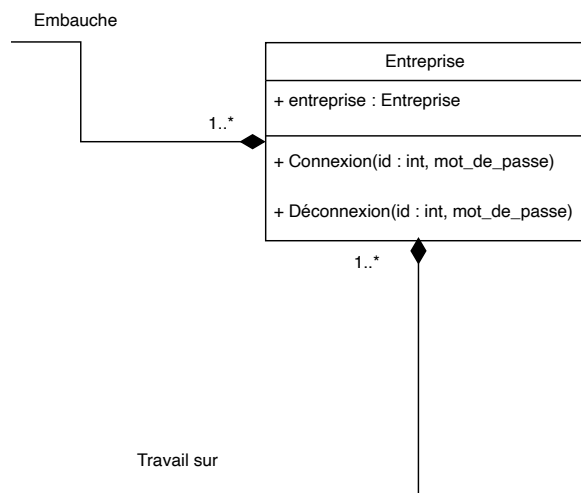 Embauche
Entreprise
+ entreprise : Entreprise
1..*
+ Connexion(id : int, mot_de_passe)
+ Déconnexion(id : int, mot_de_passe)
1..*
Travail sur